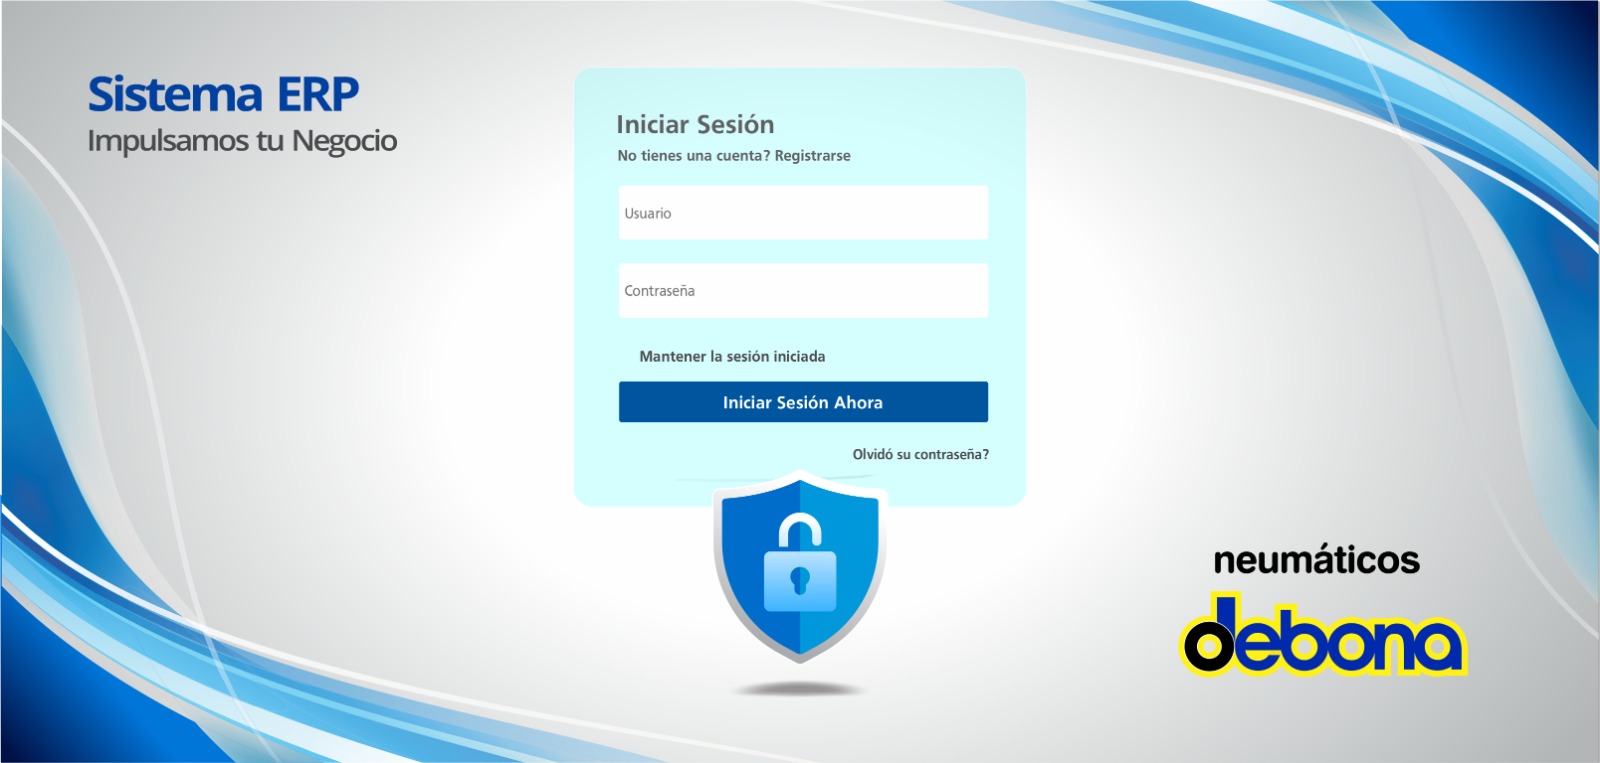 Sistema ERP
Impulsamos tu Negocio
Iniciar Sesión
No tienes una cuenta? Registrarse
Usuario
Contraseña
Mantener la sesión iniciada
Iniciar Sesión Ahora
Olvidó su contraseña?
neumáticos
debona